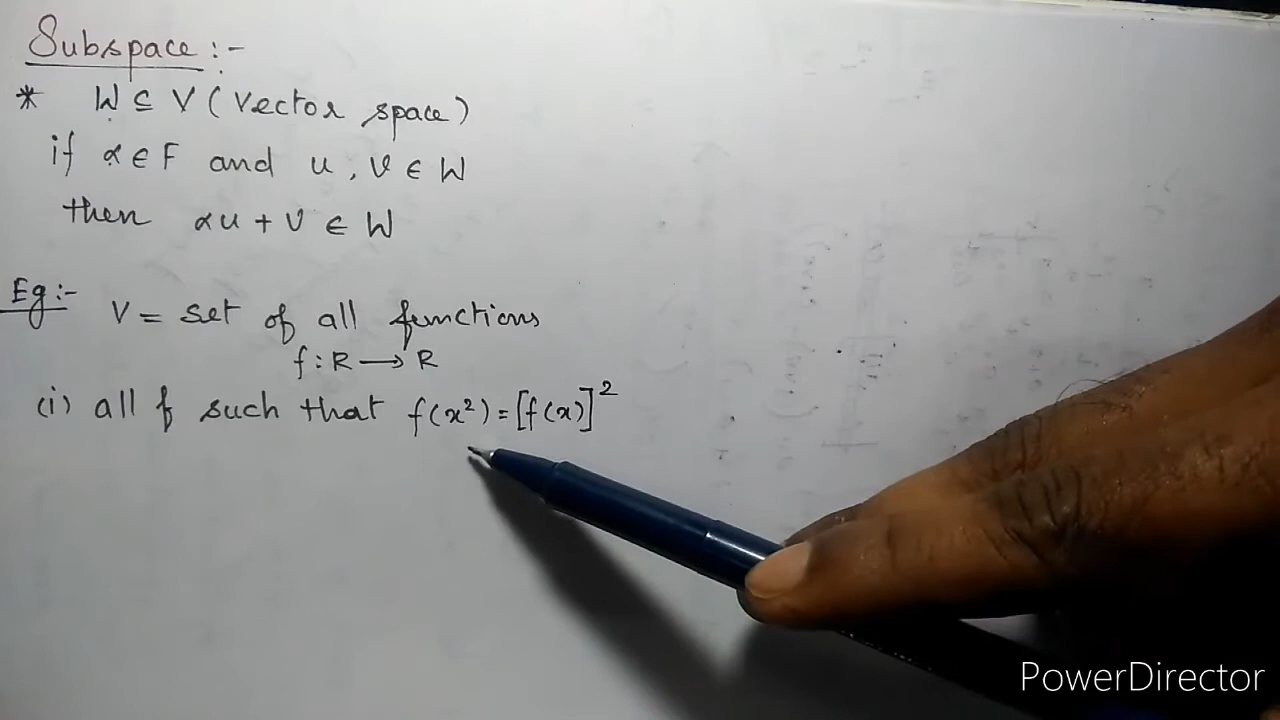 Subspace :-
* W ⊆ V (Vector space)
if α ∈ F and u, v ∈ W
then αu + v ∈ W
Eg :- V = set of all functions
f : R → R
(i) all f such that f(x²) = [f(x)]²
PowerDirector